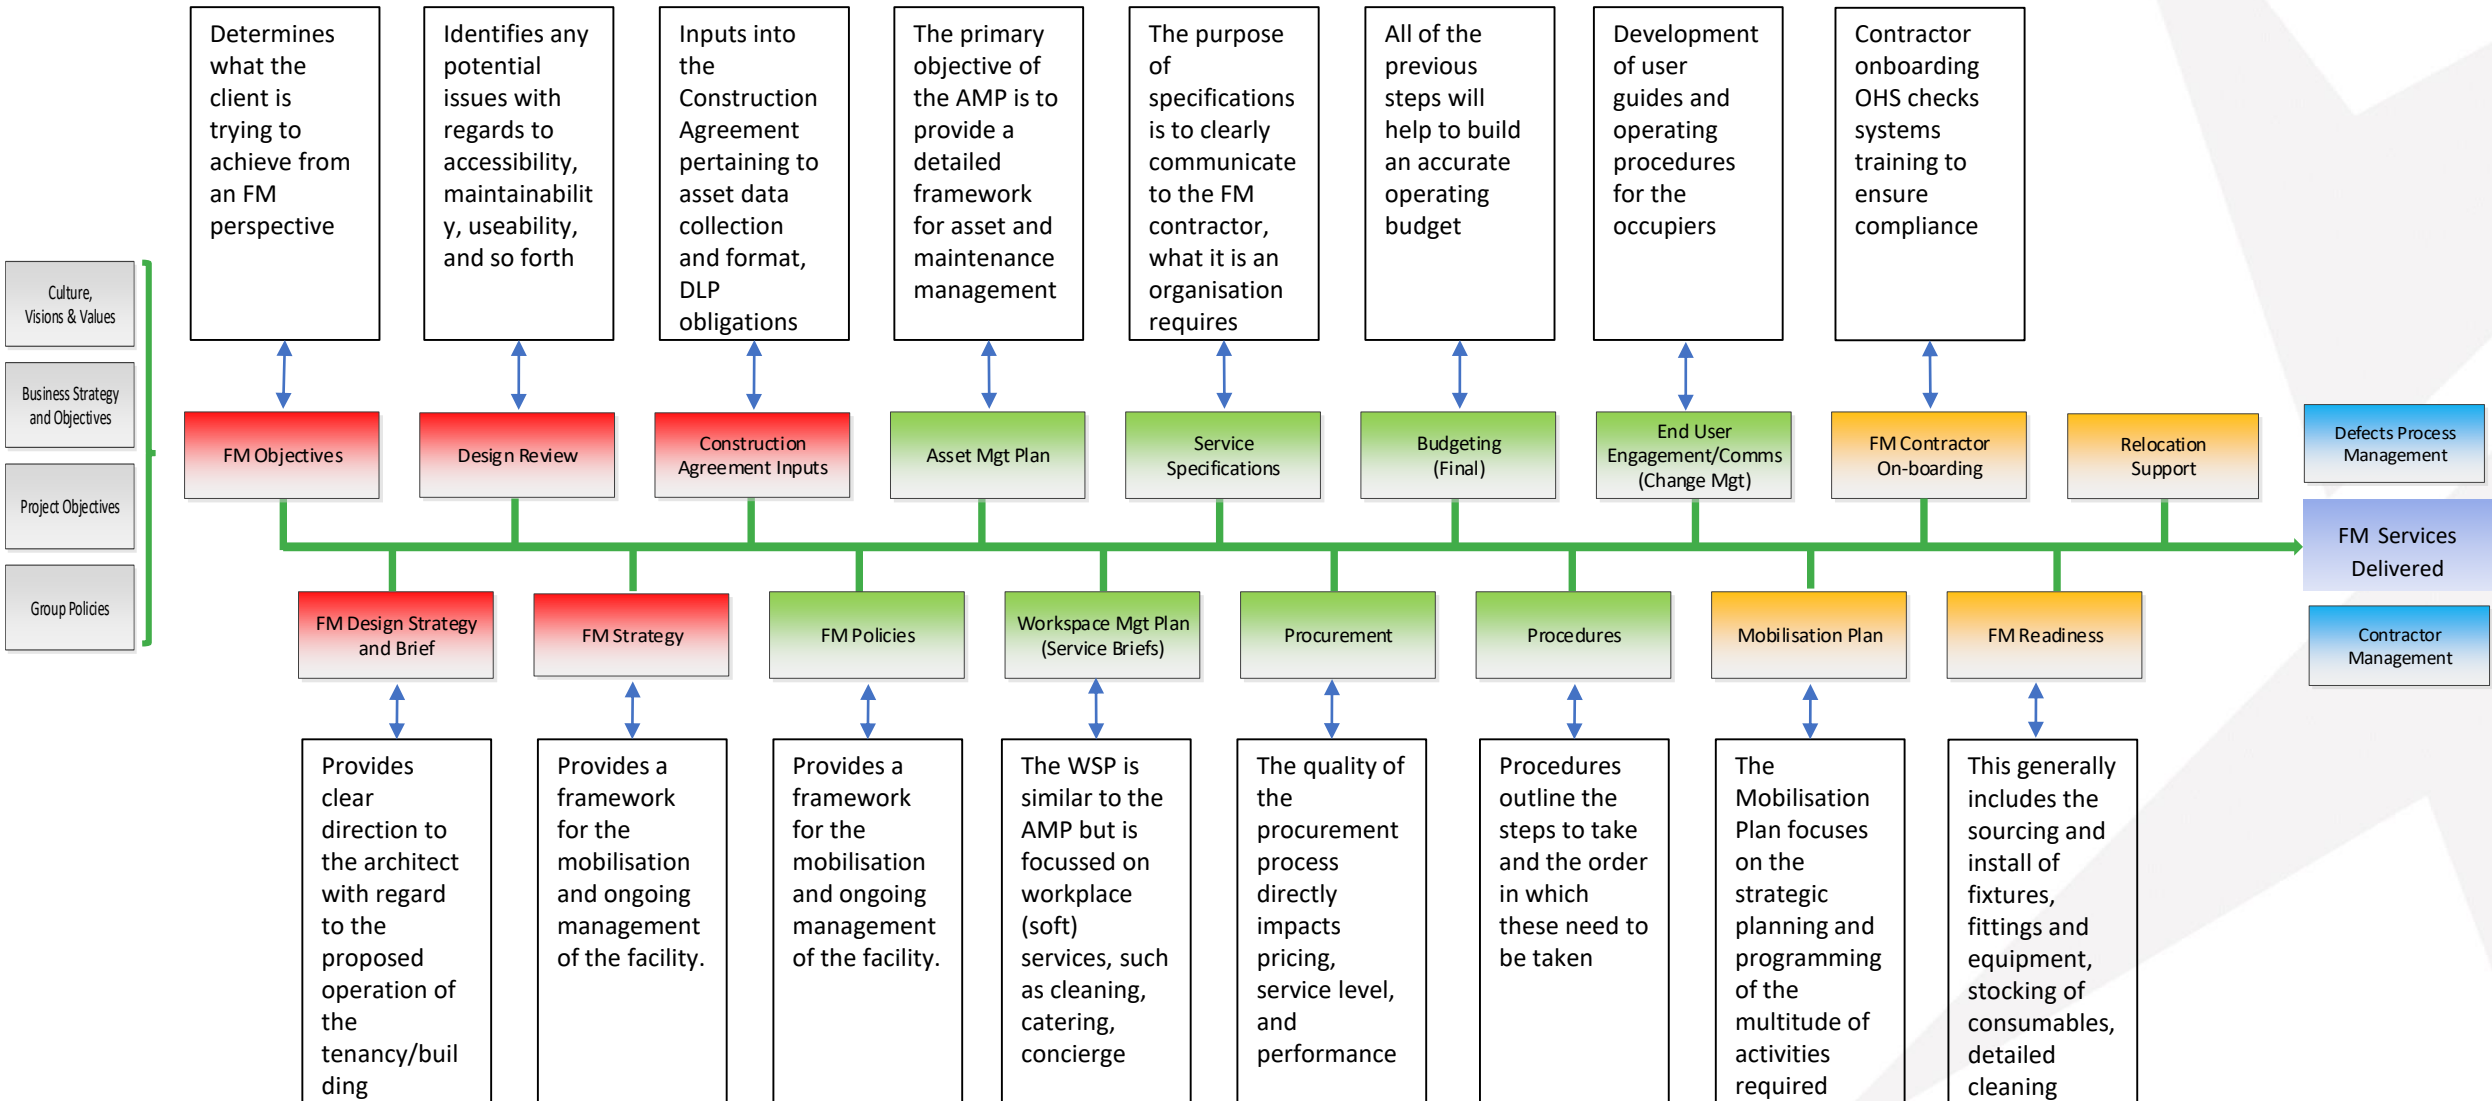 Determines
what the
client is
trying to
achieve from
an FM
perspective
Identifies any
potential
issues with
regards to
accessibility,
maintainabilit
y, useability,
and so forth
Inputs into
the
Construction
Agreement
pertaining to
asset data
collection
and format,
DLP
obligations
The primary
objective of
the AMP is to
provide a
detailed
framework
for asset and
maintenance
management
The purpose
of
specifications
is to clearly
communicate
to the FM
contractor,
what it is an
organisation
requires
All of the
previous
steps will
help to build
an accurate
operating
budget
Development
of user
guides and
operating
procedures
for the
occupiers
Contractor
onboarding
OHS checks
systems
training to
ensure
compliance
Culture,
Visions & Values
Business Strategy
and Objectives
Project Objectives
Group Policies
FM Objectives
Design Review
Construction
Agreement Inputs
Asset Mgt Plan
Service
Specifications
Budgeting
(Final)
End User
Engagement/Comms
(Change Mgt)
FM Contractor
On-boarding
Relocation
Support
Defects Process
Management
FM Services
Delivered
Contractor
Management
FM Design Strategy
and Brief
FM Strategy
FM Policies
Workspace Mgt Plan
(Service Briefs)
Procurement
Procedures
Mobilisation Plan
FM Readiness
Provides
clear
direction to
the architect
with regard
to the
proposed
operation of
the
tenancy/buil
ding
Provides a
framework
for the
mobilisation
and ongoing
management
of the facility.
Provides a
framework
for the
mobilisation
and ongoing
management
of the facility.
The WSP is
similar to the
AMP but is
focussed on
workplace
(soft)
services, such
as cleaning,
catering,
concierge
The quality of
the
procurement
process
directly
impacts
pricing,
service level,
and
performance
Procedures
outline the
steps to take
and the order
in which
these need to
be taken
The
Mobilisation
Plan focuses
on the
strategic
planning and
programming
of the
multitude of
activities
required
This generally
includes the
sourcing and
install of
fixtures,
fittings and
equipment,
stocking of
consumables,
detailed
cleaning